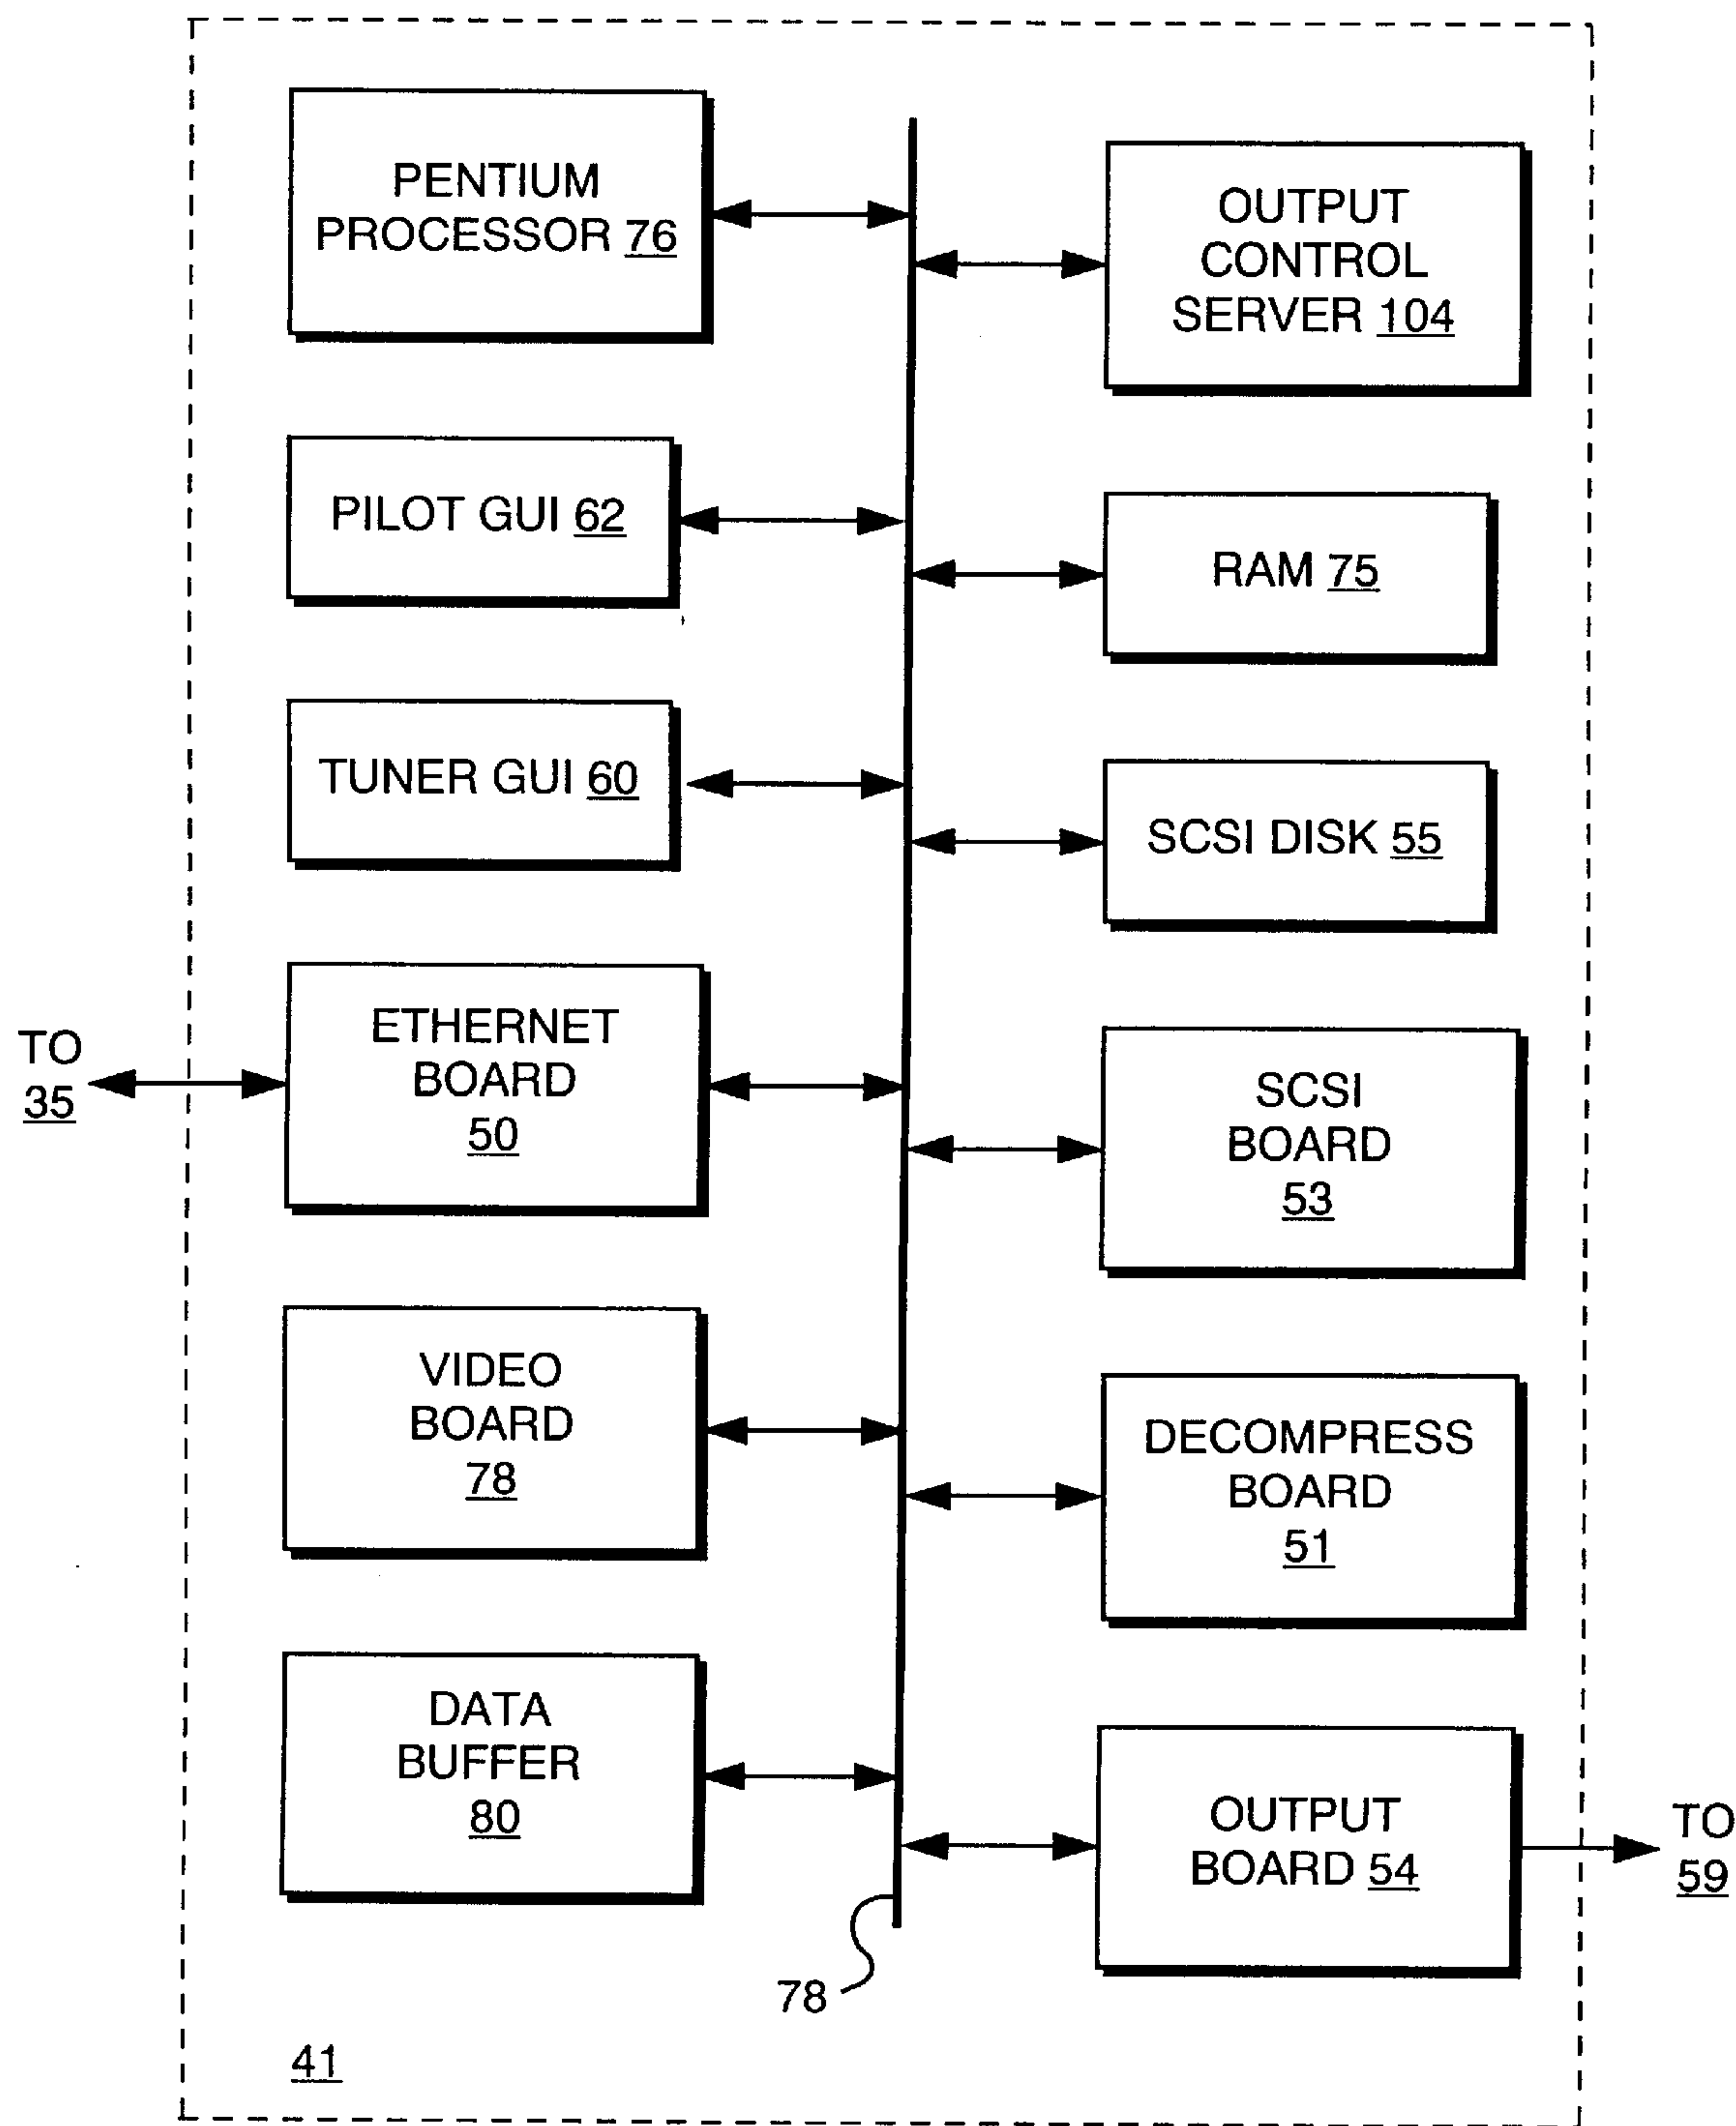 PENTIUM
PROCESSOR 76
OUTPUT
CONTROL
SERVER 104
PILOT GUI 62
RAM 75
TUNER GUI 60
SCSI DISK 55
TO
35
ETHERNET
BOARD
50
SCSI
BOARD
53
VIDEO
BOARD
78
DECOMPRESS
BOARD
51
DATA
BUFFER
80
OUTPUT
BOARD 54
TO
59
78
41